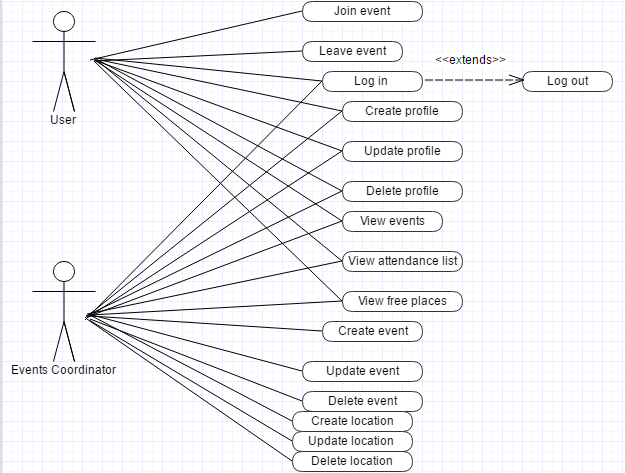 Join event
Leave event
<<extends>>
Log in
Log out
Create profile
User
Update profile
Delete profile
View events
View attendance list
View free places
Create event
Events Coordinator
Update event
Delete event
Create location
Update location
Delete location